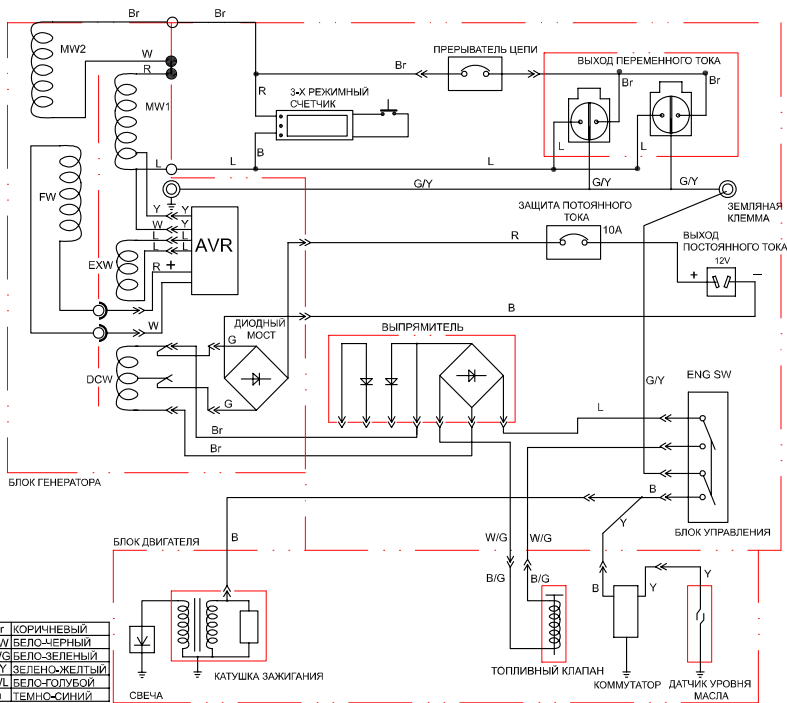 Br
Br
MW2
W
R
MW1
ПРЕРЫВАТЕЛЬ ЦЕПИ
Br
ВЫХОД ПЕРЕМЕННОГО ТОКА
Br
Br
3-Х РЕЖИМНЫЙ
СЧЕТЧИК
R
B
L
L
L
L
L
FW
G/Y
G/Y
G/Y
ЗЕМЛЯНАЯ
КЛЕММА
Y
Y
W
Y
L
L
L
L
AVR
EXW
R
+
W
ЗАЩИТА ПОТОЯННОГО
ТОКА
10A
R
ВЫХОД
ПОСТОЯННОГО ТОКА
12V
+
−
B
ДИОДНЫЙ
МОСТ
G
G
ВЫПРЯМИТЕЛЬ
DCW
Br
Br
G/Y
ENG SW
L
B
Y
БЛОК ГЕНЕРАТОРА
БЛОК УПРАВЛЕНИЯ
БЛОК ДВИГАТЕЛЯ
B
W/G
W/G
B/G
B/G
B
Y
Y
r КОРИЧНЕВЫЙ
W БЕЛО-ЧЕРНЫЙ
/G БЕЛО-ЗЕЛЕНЫЙ
/Y ЗЕЛЕНО-ЖЕЛТЫЙ
/L БЕЛО-ГОЛУБОЙ
ТЕМНО-СИНИЙ
СВЕЧА
КАТУШКА ЗАЖИГАНИЯ
ТОПЛИВНЫЙ КЛАПАН
КОММУТАТОР
ДАТЧИК УРОВНЯ
МАСЛА